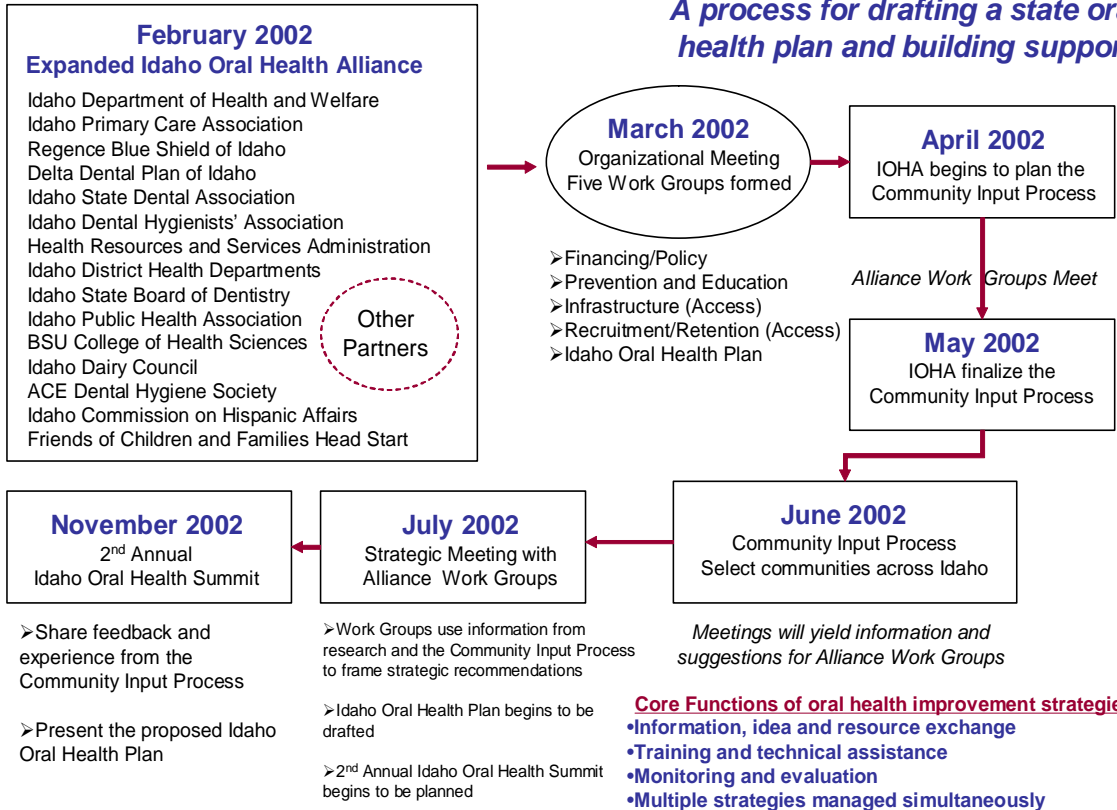 A process for drafting a state
health plan and building
February 2002
Expanded Idaho Oral Health Alliance
Idaho Department of Health and Welfare
Idaho Primary Care Association
Regence Blue Shield of Idaho
Delta Dental Plan of Idaho
Idaho State Dental Association
Idaho Dental Hygienists’ Association
Health Resources and Services Administration
Idaho District Health Departments
Idaho State Board of Dentistry
Idaho Public Health Association
BSU College of Health Sciences
Idaho Dairy Council
ACE Dental Hygiene Society
Idaho Commission on Hispanic Affairs
Friends of Children and Families Head Start
Other
Partners
March 2002
Organizational Meeting
Five Work Groups formed
➢Financing/Policy
➢Prevention and Education
➢Infrastructure (Access)
➢Recruitment/Retention (Access)
➢Idaho Oral Health Plan
April 2002
IOHA begins to plan the
Community Input Process
Alliance Work Groups Meet
May 2002
IOHA finalize the
Community Input Process
June 2002
Community Input Process
Select communities across Idaho
Meetings will yield information and
suggestions for Alliance Work Groups
July 2002
Strategic Meeting with
Alliance Work Groups
➢Work Groups use information from
research and the Community Input Process
to frame strategic recommendations
➢Idaho Oral Health Plan begins to be
drafted
➢2nd Annual Idaho Oral Health Summit
begins to be planned
November 2002
2nd Annual
Idaho Oral Health Summit
➢Share feedback and
experience from the
Community Input Process
➢Present the proposed Idaho
Oral Health Plan
Core Functions of oral health improvement
•Information, idea and resource exchange
•Training and technical assistance
•Monitoring and evaluation
•Multiple strategies managed simultaneously